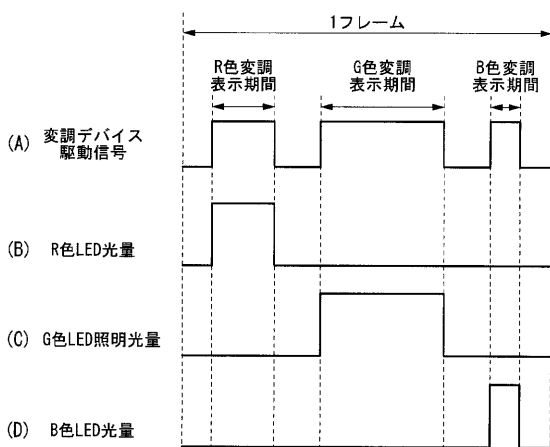 1フレーム
R色変調
表示期間
G色変調
表示期間
B色変調
表示期間
(A) 変調デバイス
駆動信号
(B) R色LED光量
(C) G色LED照明光量
(D) B色LED光量